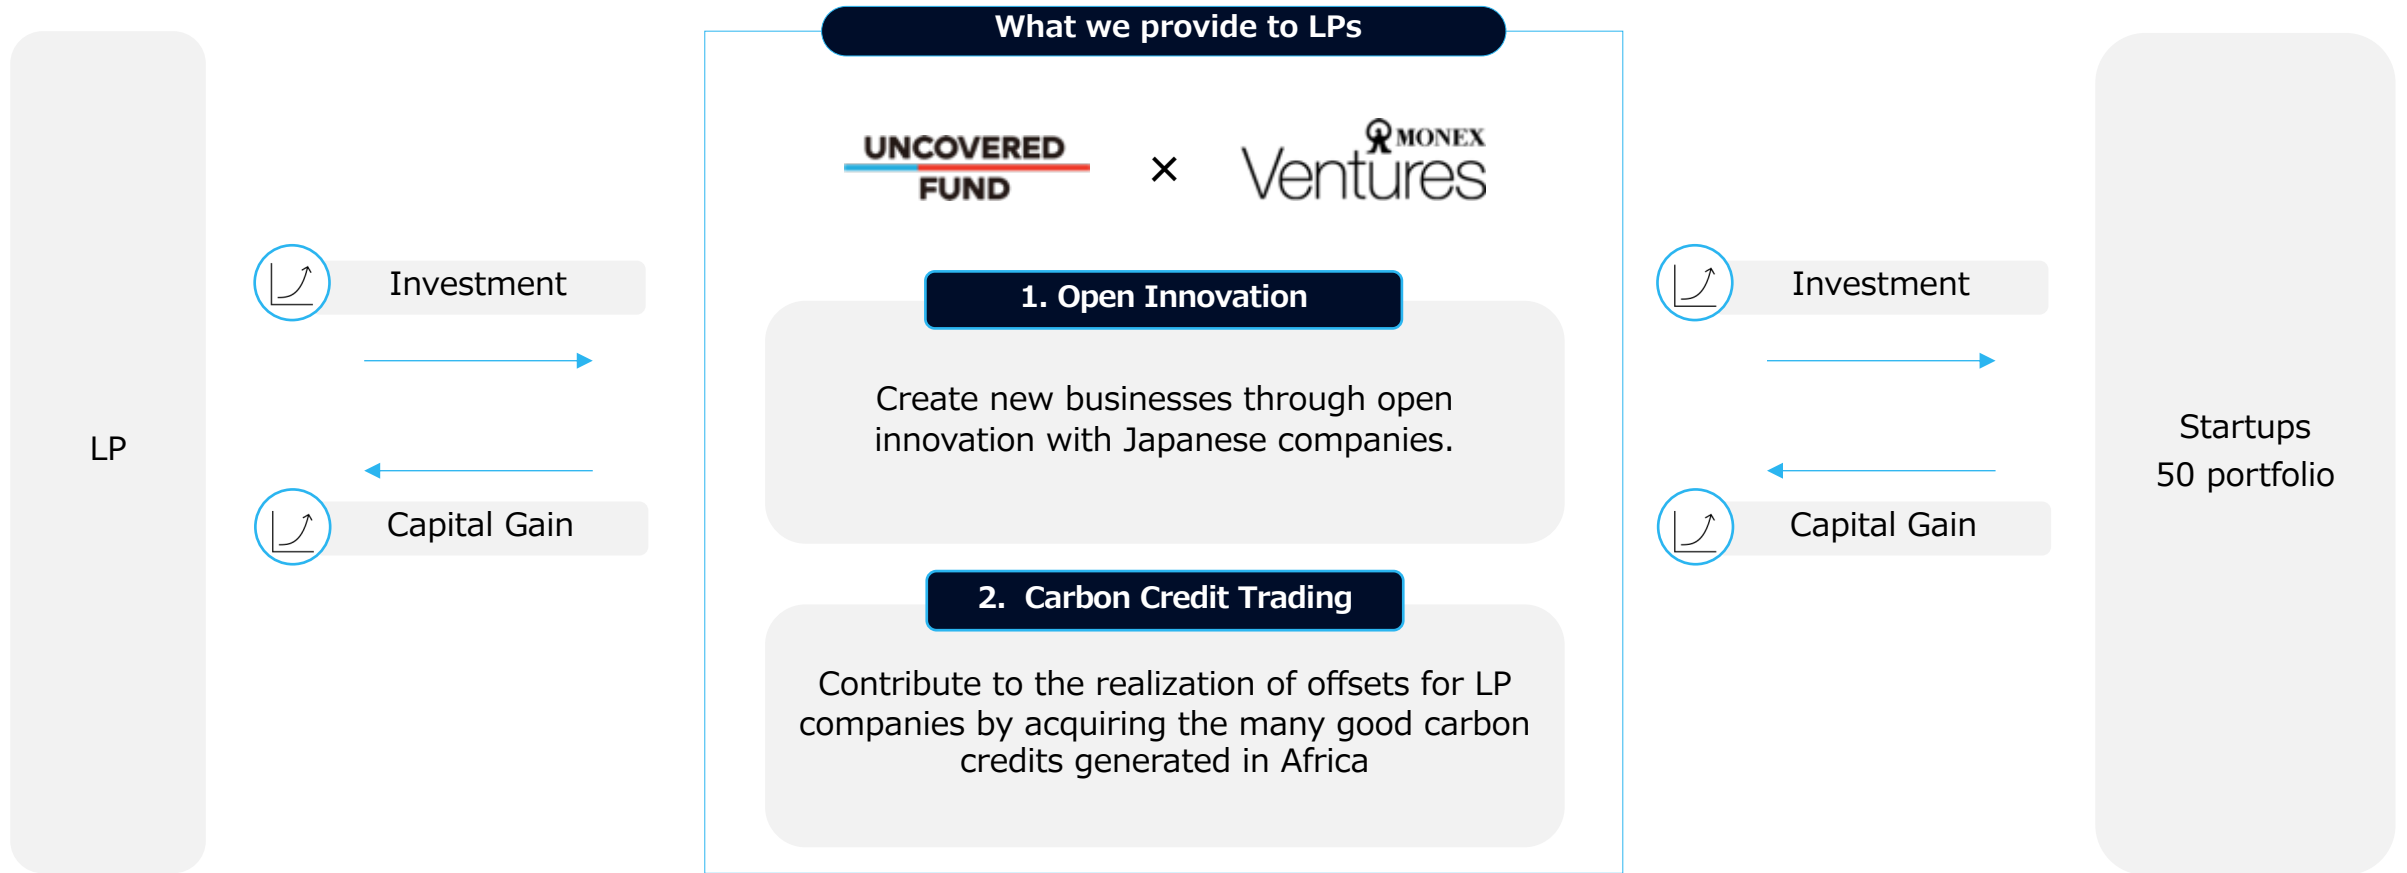 What we provide to LPs
UNCOVERED
FUND
×
MONEX
Ventures
LP
Investment
Capital Gain
1. Open Innovation
Create new businesses through open
innovation with Japanese companies.
2. Carbon Credit Trading
Contribute to the realization of offsets for LP
companies by acquiring the many good carbon
credits generated in Africa
Investment
Capital Gain
Startups
50 portfolio